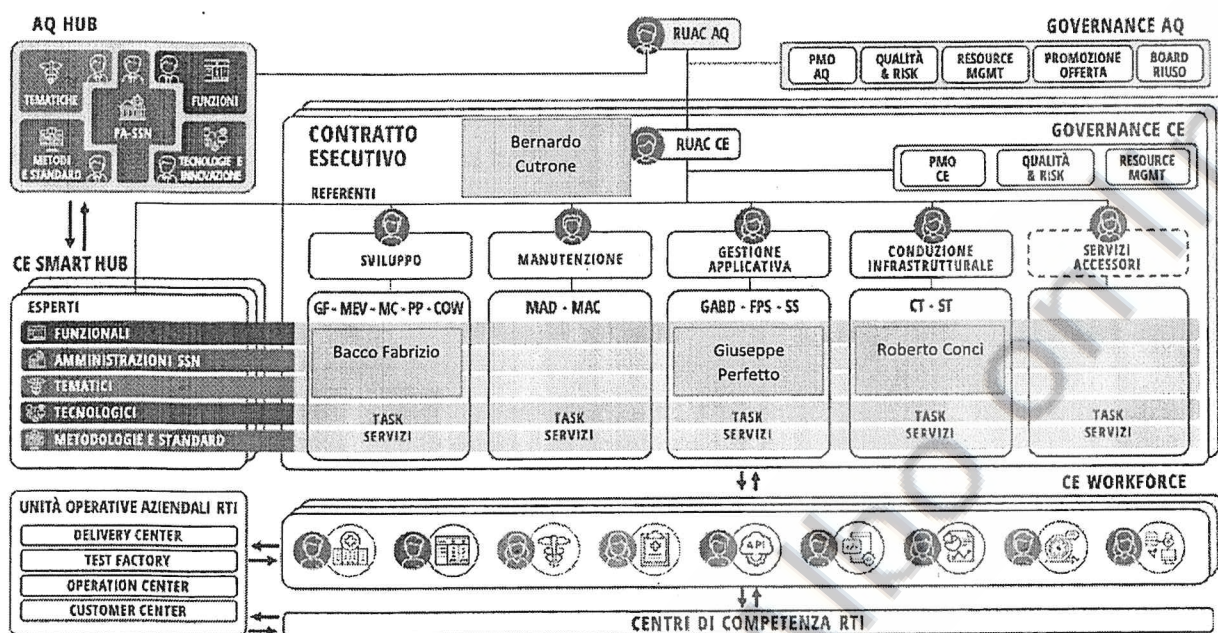 AQ HUB
TEMATICHE
FUNZIONI
PA-SSN
METODI
E STANDARD
TECNOLOGIE E
INNOVAZIONE
RUAC AQ
GOVERNANCE AQ
PMO
AQ
QUALITÀ
& RISK
RESOURCE
MGMT
PROMOZIONE
OFFERTA
BOARD
RIUSO
CONTRATTO
ESECUTIVO
Bernardo
Cutrone
RUAC CE
GOVERNANCE CE
PMO
CE
QUALITÀ
& RISK
RESOURCE
MGMT
REFERENTI
SVILUPPO
MANUTENZIONE
GESTIONE
APPLICATIVA
CONDUZIONE
INFRASTRUTTURALE
SERVIZI
ACCESSORI
CE SMART HUB
ESPERTI
FUNZIONALI
AMMINISTRAZIONI SSN
TEMATICI
TECNOLOGICI
METODOLOGIE E STANDARD
GF - MEV - MC - PP - COW
Bacco Fabrizio
TASK
SERVIZI
MAD - MAC
TASK
SERVIZI
GABD - FPS - SS
Giuseppe
Perfetto
TASK
SERVIZI
CT - ST
Roberto Conci
TASK
SERVIZI
TASK
SERVIZI
CE WORKFORCE
UNITÀ OPERATIVE AZIENDALI RTI
DELIVERY CENTER
TEST FACTORY
OPERATION CENTER
CUSTOMER CENTER
API
CENTRI DI COMPETENZA RTI